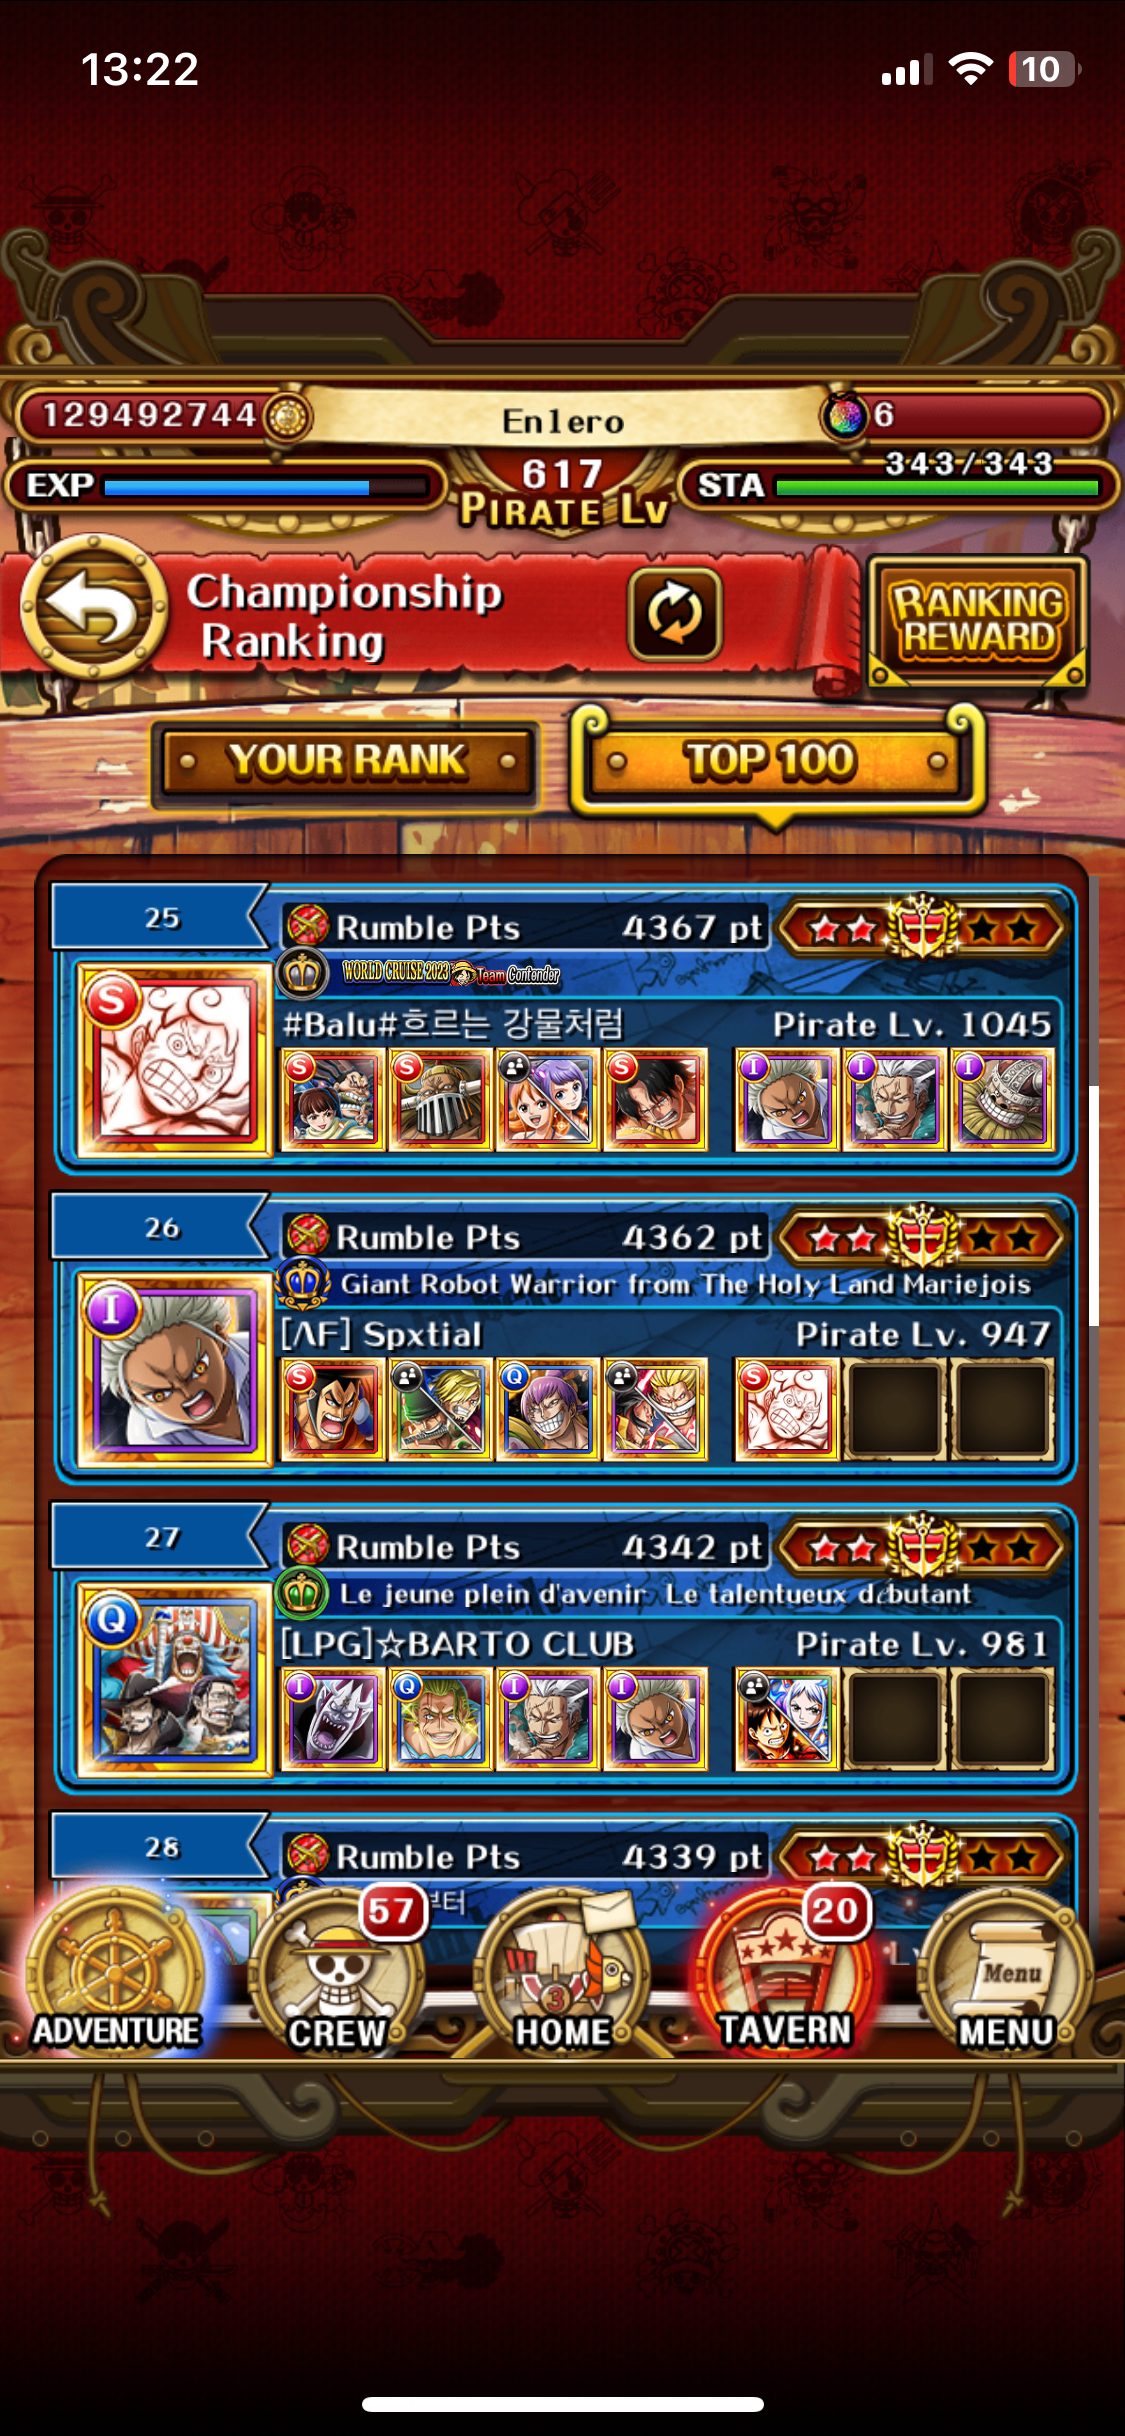 13:22
10
129492744
En1ero
6
EXP
617
PIRATE Lv
STA
343/343
Championship
Ranking
RANKING
REWARD
YOUR RANK
TOP 100
25
Rumble Pts 4367 pt
WORLD CRUISE 2023 Team Contender
S
#Balu#흐르는 강물처럼 Pirate Lv. 1045
S S S I I I
26
Rumble Pts 4362 pt
Giant Robot Warrior from The Holy Land Mariejois
I
[ΛF] Spxtial Pirate Lv. 947
S Q S
27
Rumble Pts 4342 pt
Le jeune plein d'avenir Le talentueux débutant
Q
[LPG]☆BARTO CLUB Pirate Lv. 981
I Q I I
28
Rumble Pts 4339 pt
부터
57
20
3
Menu
ADVENTURE
CREW
HOME
TAVERN
MENU